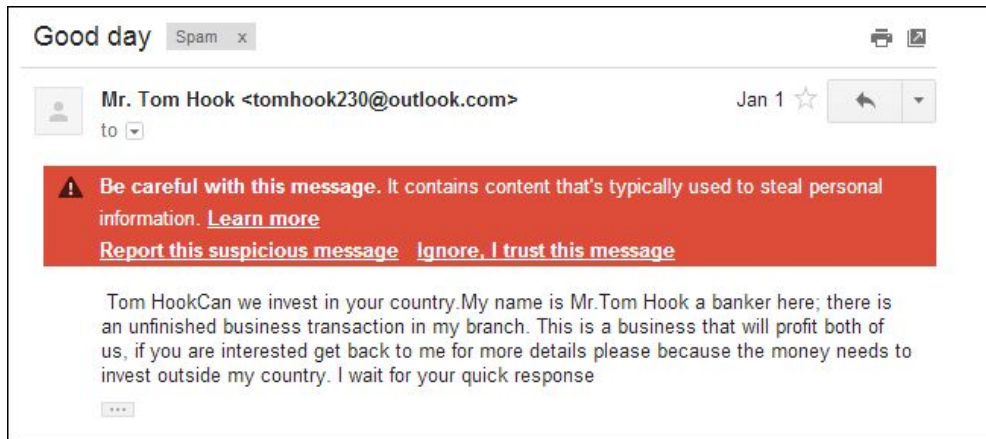 Good day Spam x
Mr. Tom Hook <tomhook230@outlook.com> Jan 1
to
Be careful with this message. It contains content that's typically used to steal personal
information. Learn more
Report this suspicious message Ignore, I trust this message
Tom HookCan we invest in your country.My name is Mr.Tom Hook a banker here; there is
an unfinished business transaction in my branch. This is a business that will profit both of
us, if you are interested get back to me for more details please because the money needs to
invest outside my country. I wait for your quick response